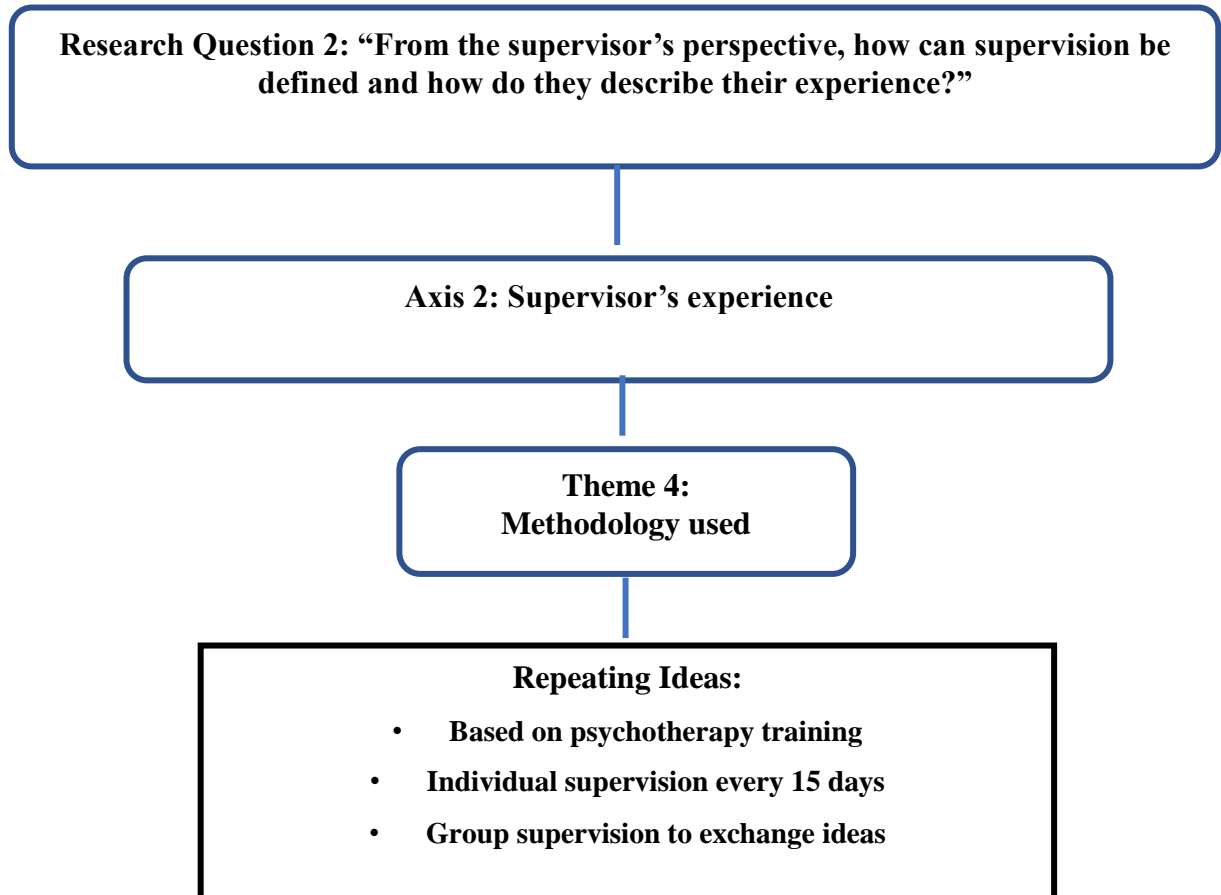 Research Question 2: “From the supervisor’s perspective, how can supervision be
defined and how do they describe their experience?”
Axis 2: Supervisor’s experience
Theme 4:
Methodology used
Repeating Ideas:
• Based on psychotherapy training
• Individual supervision every 15 days
• Group supervision to exchange ideas